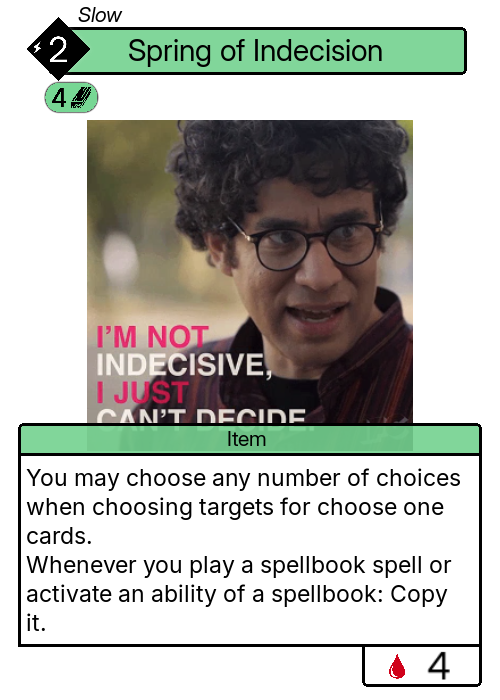 Slow
2
Spring of Indecision
4
I'M NOT
INDECISIVE,
I JUST
CAN'T DECIDE.
Item
You may choose any number of choices
when choosing targets for choose one
cards.
Whenever you play a spellbook spell or
activate an ability of a spellbook: Copy
it.
4